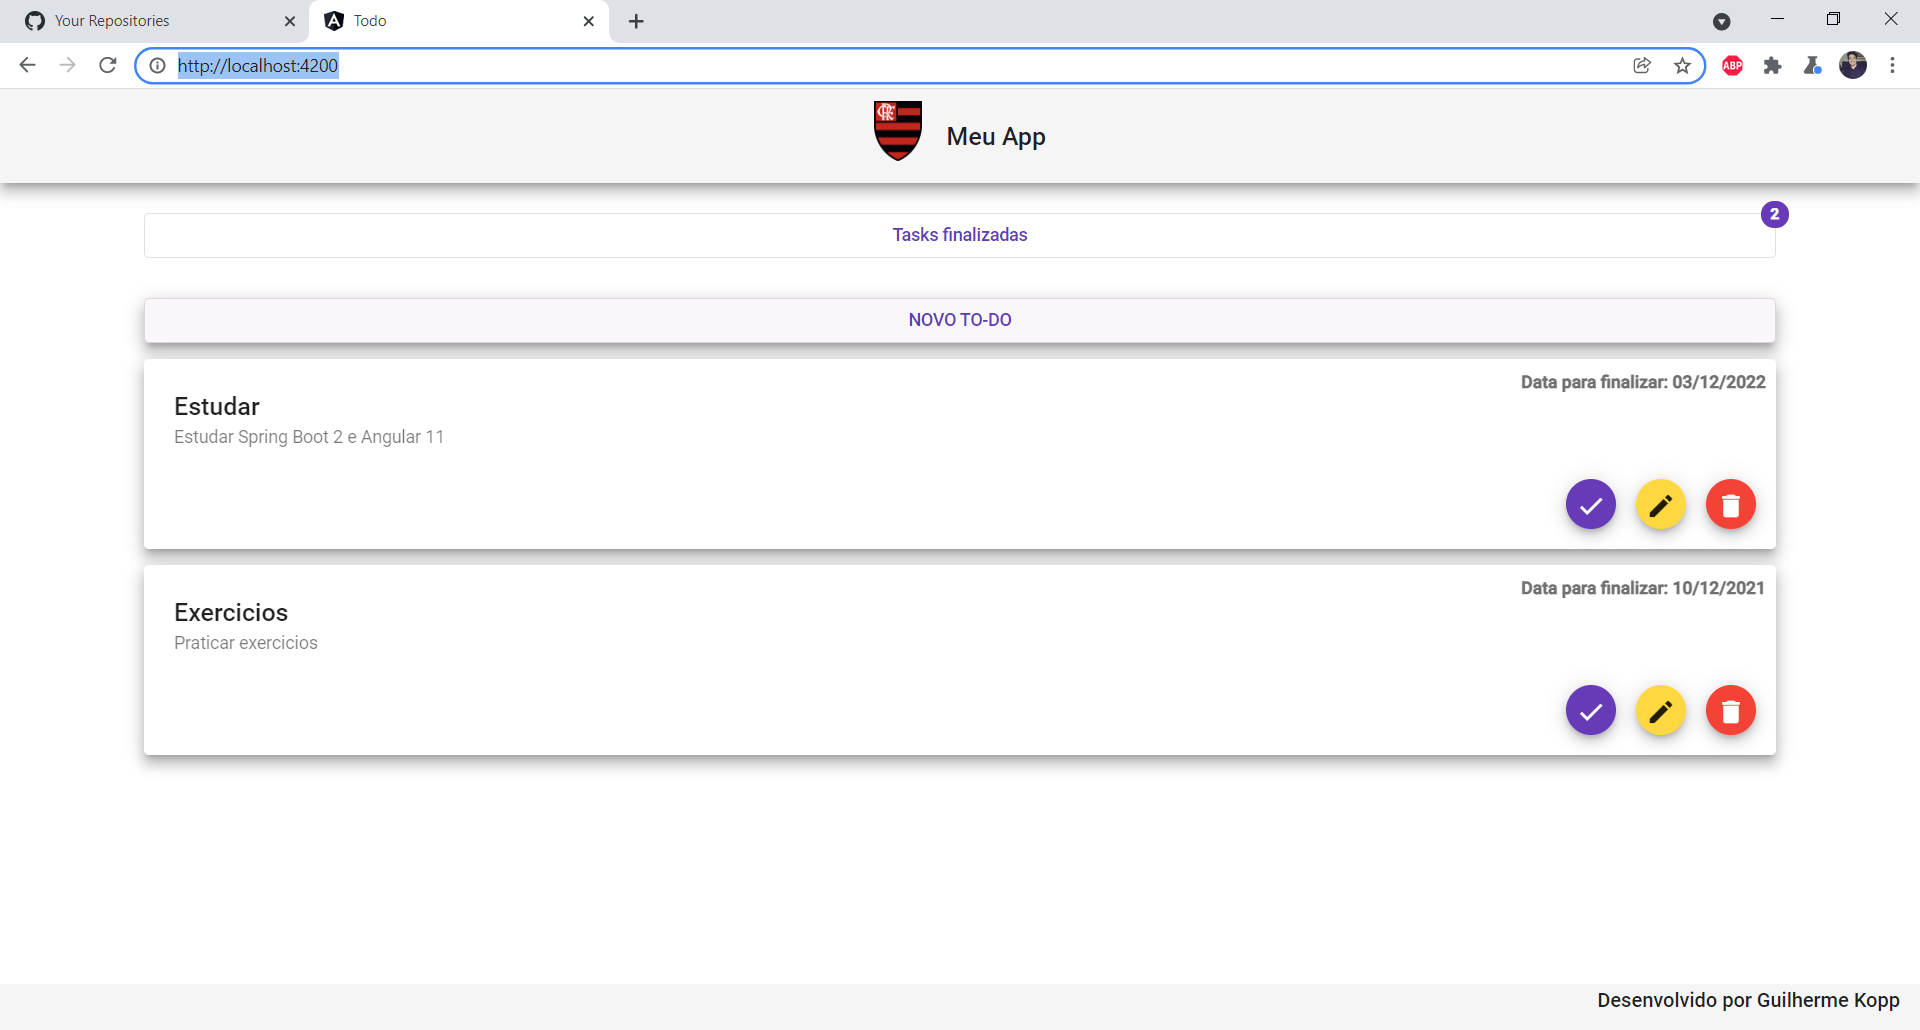 Your Repositories
Todo
http://localhost:4200
ABP
Meu App
2
Tasks finalizadas
NOVO TO-DO
Data para finalizar: 03/12/2022
Estudar
Estudar Spring Boot 2 e Angular 11
Data para finalizar: 10/12/2021
Exercicios
Praticar exercicios
Desenvolvido por Guilherme Kopp